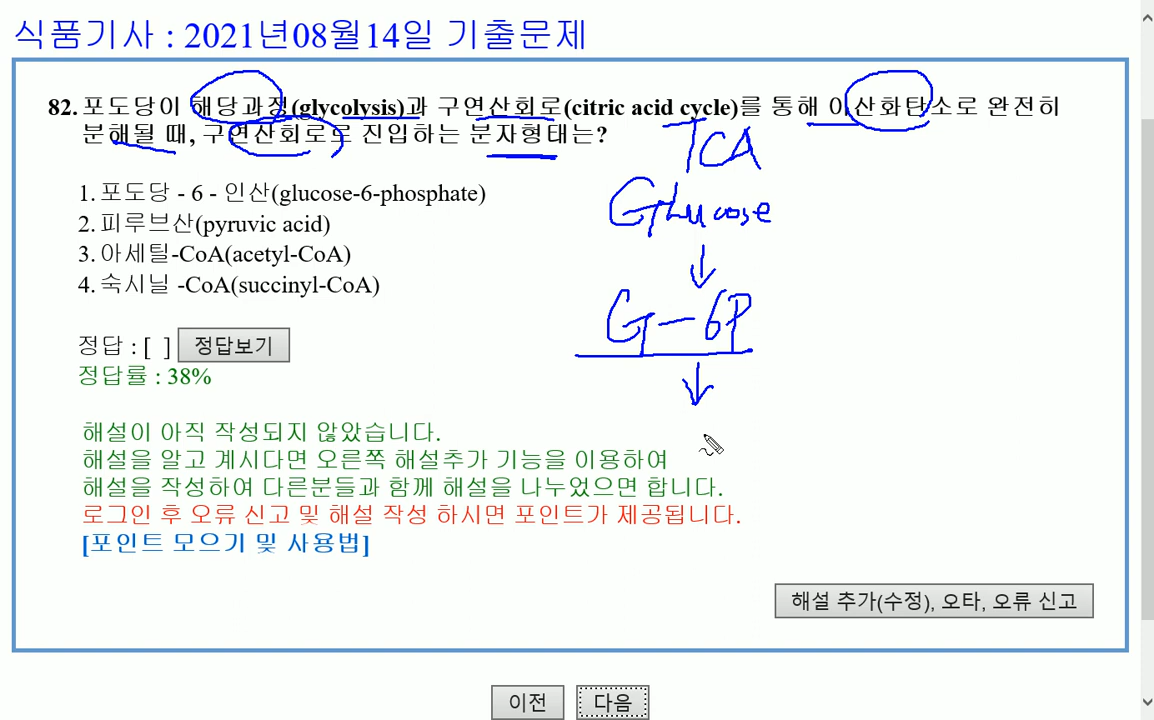 식품기사 : 2021년08월14일 기출문제
82. 포도당이 해당과정(glycolysis)과 구연산회로(citric acid cycle)를 통해 이산화탄소로 완전히
분해될 때, 구연산회로로 진입하는 분자형태는?
TCA
Glucose
1. 포도당 - 6 - 인산(glucose-6-phosphate)
2. 피루브산(pyruvic acid)
3. 아세틸-CoA(acetyl-CoA)
4. 숙시닐 -CoA(succinyl-CoA)
G-6P
정답 : [ ] 정답보기
정답률 : 38%
해설이 아직 작성되지 않았습니다.
해설을 알고 계시다면 오른쪽 해설추가 기능을 이용하여
해설을 작성하여 다른분들과 함께 해설을 나누었으면 합니다.
로그인 후 오류 신고 및 해설 작성 하시면 포인트가 제공됩니다.
[포인트 모으기 및 사용법]
해설 추가(수정), 오타, 오류 신고
이전 다음